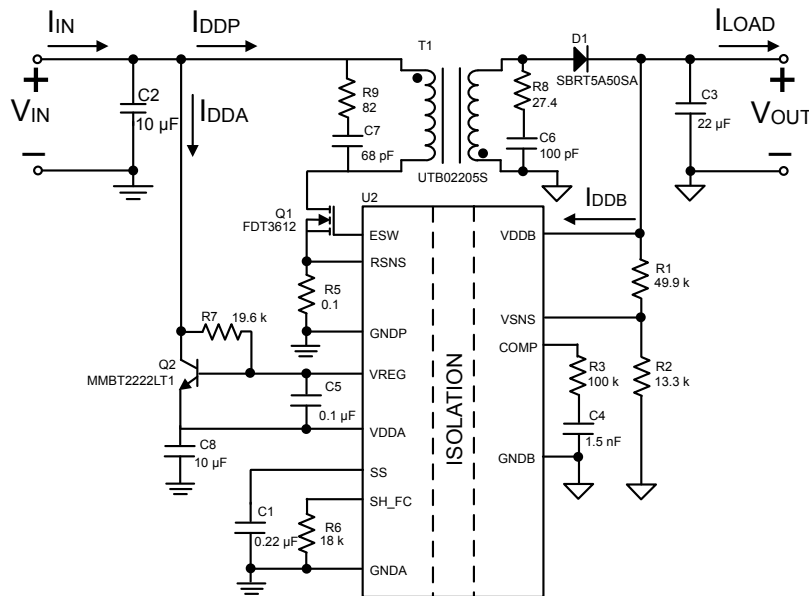 IIN
IDDP
T1
D1
ILOAD
SBRT5A50SA
+
VIN
–
C2
10 µF
IDDA
R9
82
C7
68 pF
R8
27.4
C6
100 pF
C3
22 µF
+
VOUT
–
UTB02205S
IDDB
Q1
FDT3612
U2
ESW
RSNS
R5
0.1
GNDP
VDDB
R1
49.9 k
VSNS
COMP
R7
19.6 k
Q2
MMBT2222LT1
VREG
C5
0.1 µF
VDDA
ISOLATION
R3
100 k
R2
13.3 k
C4
1.5 nF
GNDB
C8
10 µF
SS
SH_FC
C1
0.22 µF
R6
18 k
GNDA